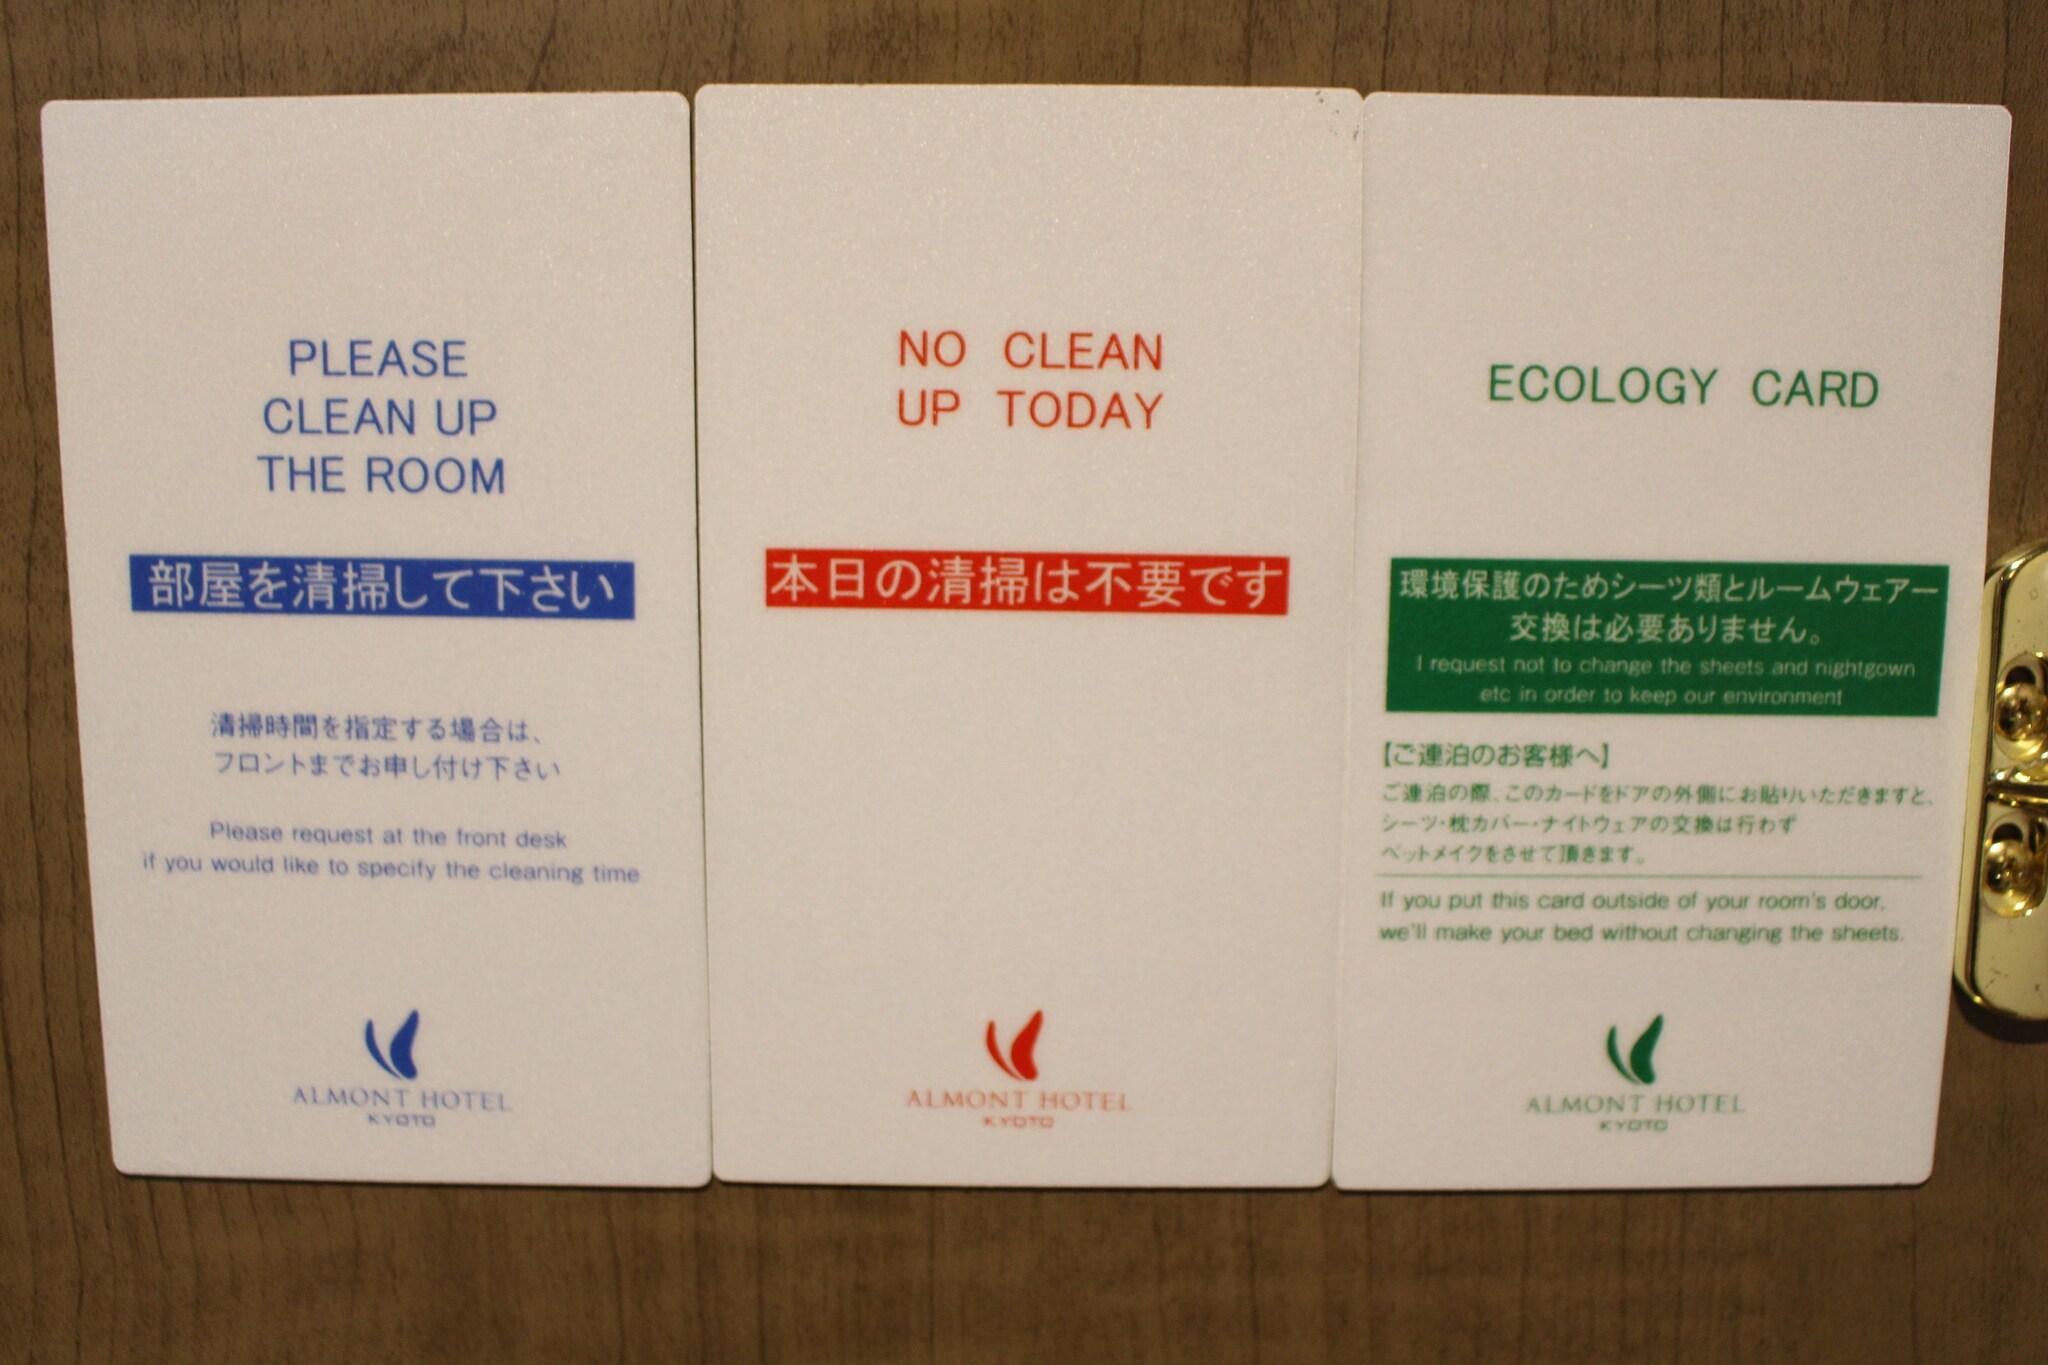 PLEASE
CLEAN UP
THE ROOM
部屋を清掃して下さい
清掃時間を指定する場合は、
フロントまでお申し付け下さい
Please request at the front desk
if you would like to specify the cleaning time
ALMONT HOTEL
KYOTO
NO CLEAN
UP TODAY
本日の清掃は不要です
ALMONT HOTEL
KYOTO
ECOLOGY CARD
環境保護のためシーツ類とルームウェアー
交換は必要ありません。
I request not to change the sheets and nightgown
etc in order to keep our environment
【ご連泊のお客様へ】
ご連泊の際、このカードをドアの外側にお貼りいただきますと、
シーツ・枕カバー・ナイトウェアの交換は行わず
ベットメイクをさせて頂きます。
If you put this card outside of your room's door,
we'll make your bed without changing the sheets.
ALMONT HOTEL
KYOTO